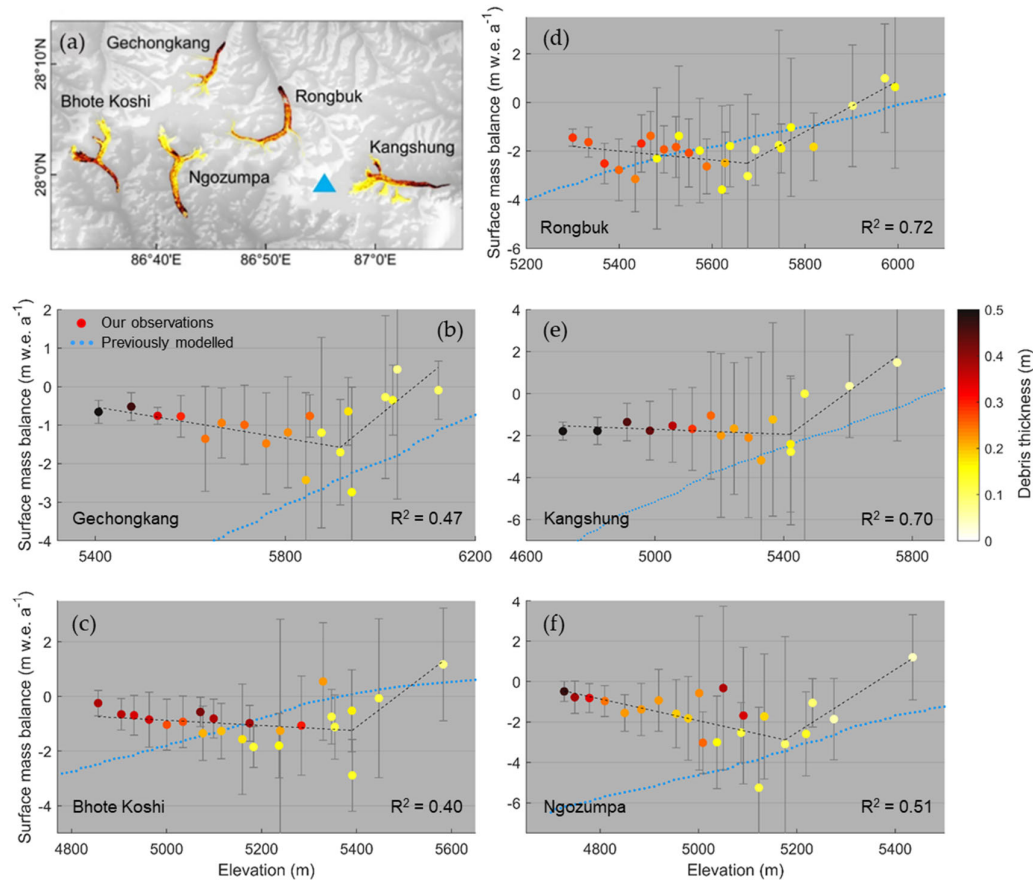 (a)
Gechongkang
Bhote Koshi
Rongbuk
Ngozumpa
Kangshung
28°10'N
28°0'N
86°40'E
86°50'E
87°0'E
(d)
Surface mass balance (m w.e. a⁻¹)
2
0
-2
-4
-6
Rongbuk
R² = 0.72
5200
5400
5600
5800
6000
(b)
Our observations
Previously modelled
Surface mass balance (m w.e. a⁻¹)
2
1
0
-1
-2
-3
-4
Gechongkang
R² = 0.47
5400
5800
6200
(e)
4
2
0
-2
-4
-6
Kangshung
R² = 0.70
4600
5000
5400
5800
0.5
0.4
0.3
0.2
0.1
0
Debris thickness (m)
(c)
Surface mass balance (m w.e. a⁻¹)
4
2
0
-2
-4
Bhote Koshi
R² = 0.40
4800
5000
5200
5400
5600
Elevation (m)
(f)
4
2
0
-2
-4
-6
Ngozumpa
R² = 0.51
4800
5000
5200
5400
Elevation (m)